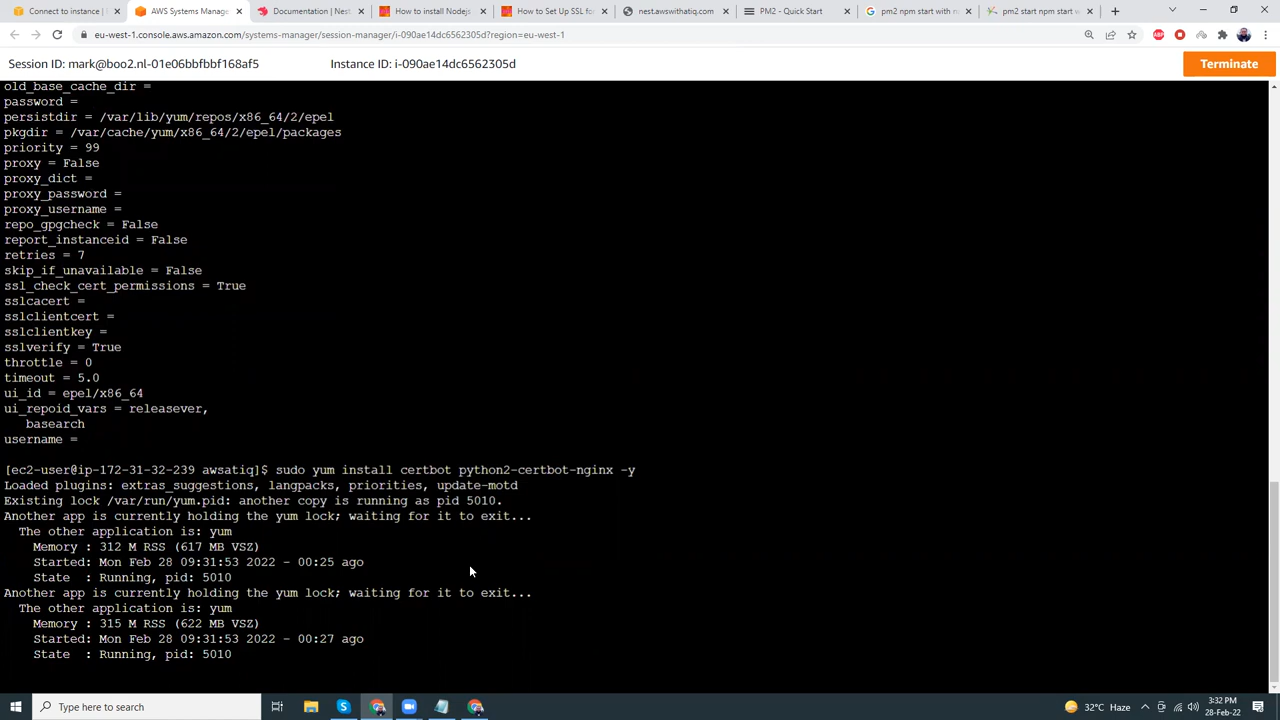 Connect to instance |
AWS Systems Mana
Documentation | Nest
How to install Nodejs
How to Set Up SSL for
nest.awswithatiq.com
PM2 - Quick Start
pm2 npm start with n
pm2 start npm start w
eu-west-1.console.aws.amazon.com/systems-manager/session-manager/i-090ae14dc6562305d?region=eu-west-1
ABP
Session ID: mark@boo2.nl-01e06bbfbbf168af5
Instance ID: i-090ae14dc6562305d
Terminate
old_base_cache_dir =
password =
persistdir = /var/lib/yum/repos/x86_64/2/epel
pkgdir = /var/cache/yum/x86_64/2/epel/packages
priority = 99
proxy = False
proxy_dict =
proxy_password =
proxy_username =
repo_gpgcheck = False
report_instanceid = False
retries = 7
skip_if_unavailable = False
ssl_check_cert_permissions = True
sslcacert =
sslclientcert =
sslclientkey =
sslverify = True
throttle = 0
timeout = 5.0
ui_id = epel/x86_64
ui_repoid_vars = releasever,
basearch
username =
[ec2-user@ip-172-31-32-239 awsatiq]$ sudo yum install certbot python2-certbot-nginx -y
Loaded plugins: extras_suggestions, langpacks, priorities, update-motd
Existing lock /var/run/yum.pid: another copy is running as pid 5010.
Another app is currently holding the yum lock; waiting for it to exit...
The other application is: yum
Memory : 312 M RSS (617 MB VSZ)
Started: Mon Feb 28 09:31:53 2022 - 00:25 ago
State : Running, pid: 5010
Another app is currently holding the yum lock; waiting for it to exit...
The other application is: yum
Memory : 315 M RSS (622 MB VSZ)
Started: Mon Feb 28 09:31:53 2022 - 00:27 ago
State : Running, pid: 5010
Type here to search
32°C Haze
3:32 PM
28-Feb-22